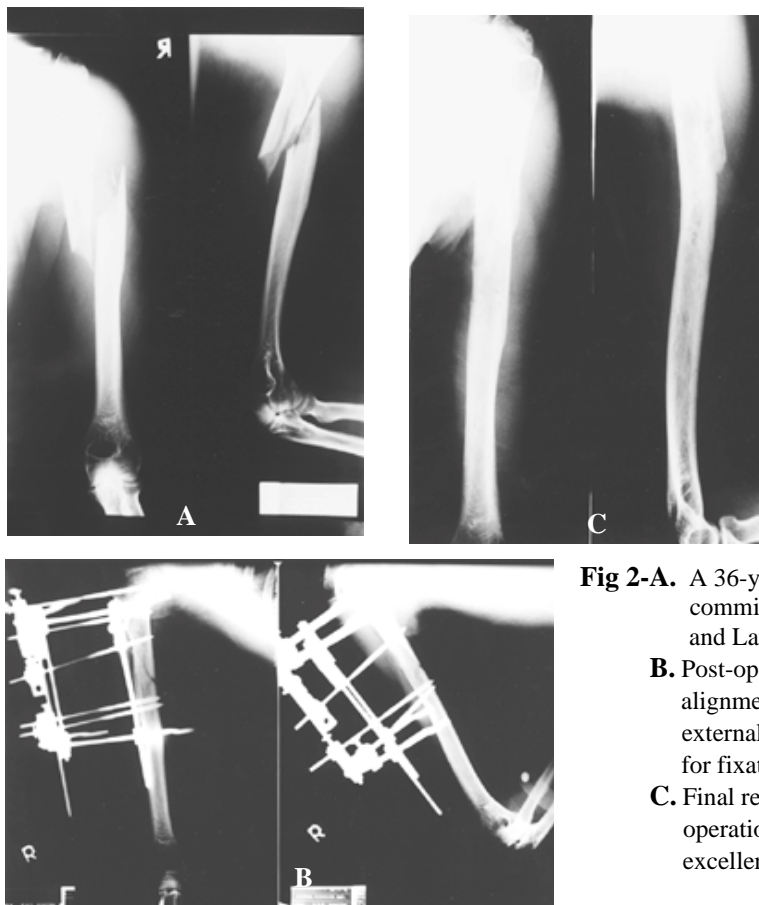 R
A
C
R
B
R
Fig 2-A. A 36-y
commi
and La
B. Post-op
alignme
external
for fixat
C. Final re
operatio
excellen